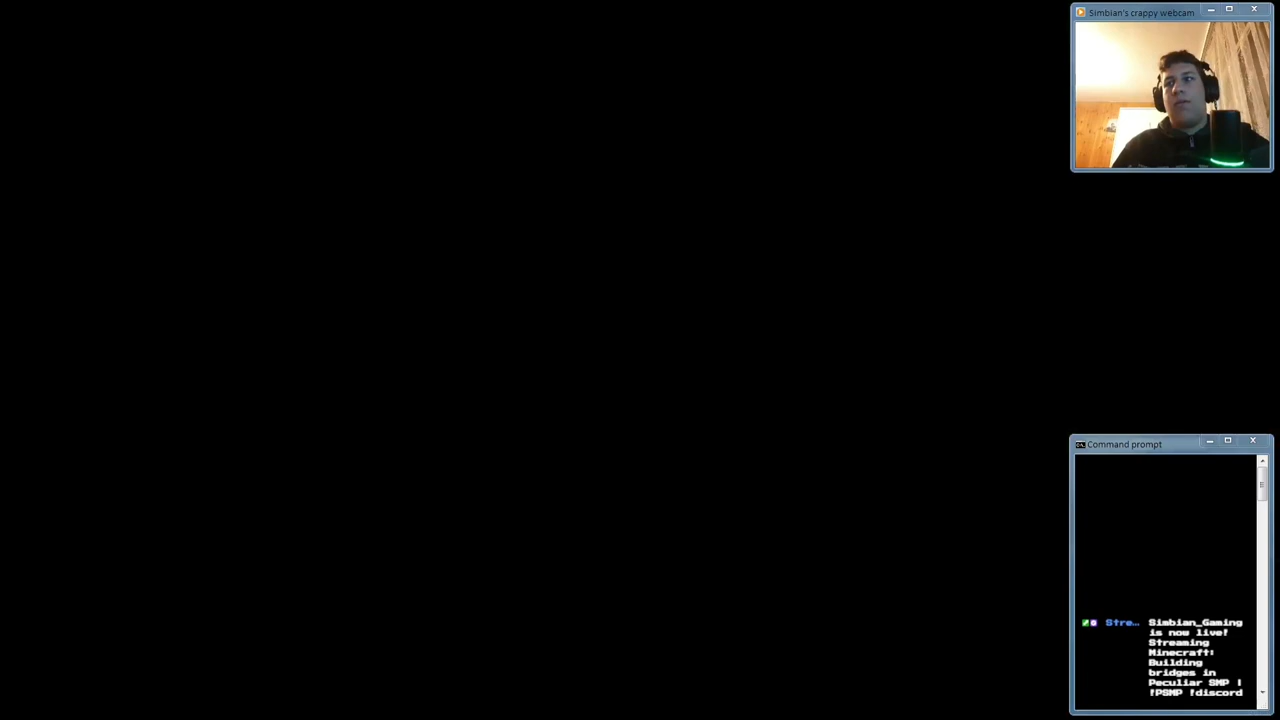 Simbian's crappy webcam
Command prompt
Stre... Simbian_Gaming
is now live!
Streaming
Minecraft:
Building
bridges in
Peculiar SMP |
!PSMP !discord